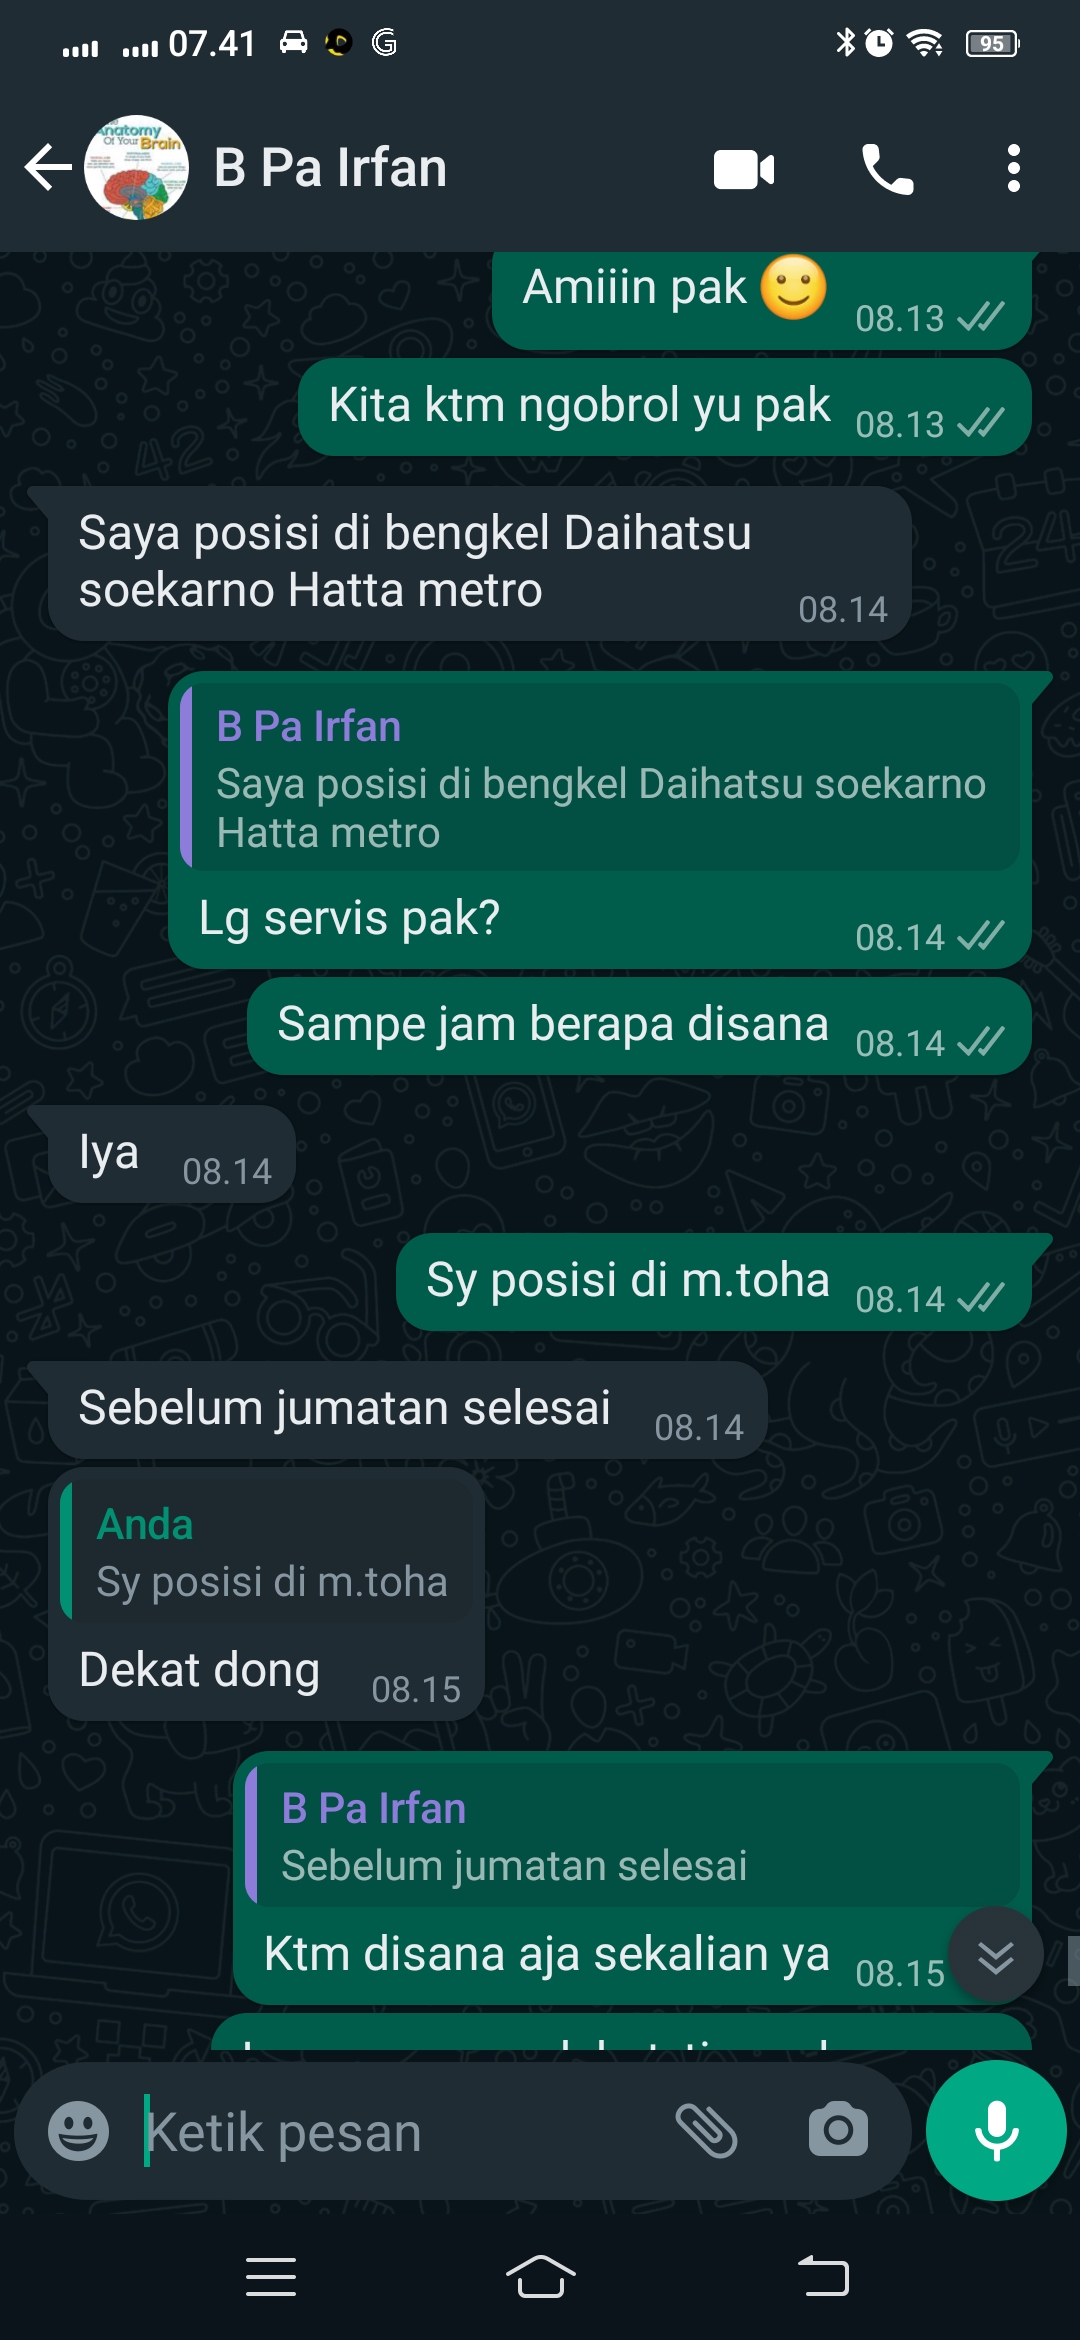 07.41
95
Anatomy
Of Your Brain
B Pa Irfan
Amiiin pak 🙂 08.13
Kita ktm ngobrol yu pak 08.13
Saya posisi di bengkel Daihatsu
soekarno Hatta metro 08.14
B Pa Irfan
Saya posisi di bengkel Daihatsu soekarno
Hatta metro
Lg servis pak? 08.14
Sampe jam berapa disana 08.14
Iya 08.14
Sy posisi di m.toha 08.14
Sebelum jumatan selesai 08.14
Anda
Sy posisi di m.toha
Dekat dong 08.15
B Pa Irfan
Sebelum jumatan selesai
Ktm disana aja sekalian ya 08.15
Ketik pesan